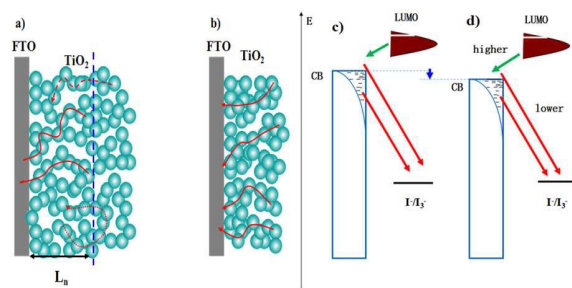 a)
FTO
TiO₂
Lₙ
b)
FTO
TiO₂
E
c)
LUMO
CB
I⁻/I₃⁻
d)
LUMO
higher
CB
lower
I⁻/I₃⁻